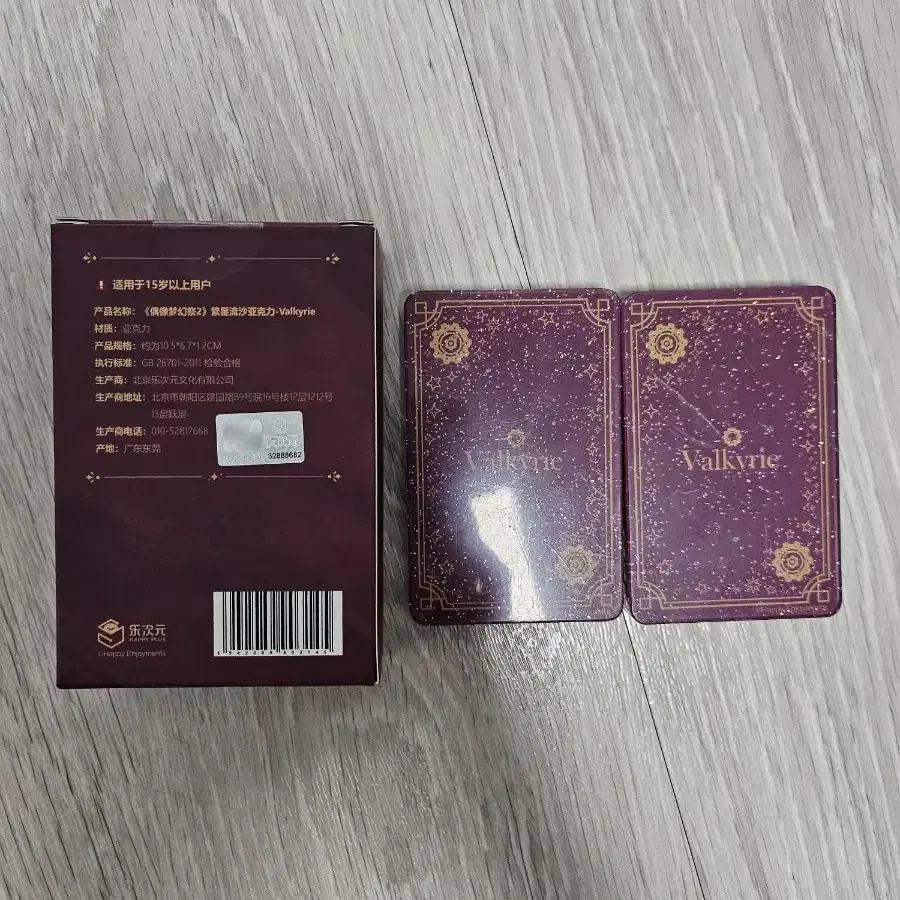 适用于15岁以上用户
产品名称：《偶像梦幻祭2》繁星流沙亚克力-Valkyrie
材质：亚克力
产品规格：约为10.5*6.7*1.2CM
执行标准：GB 26701-2011 检验合格
生产商：北京乐次元文化有限公司
生产商地址：北京市朝阳区建国路89号院16号楼12层1212号
13层跃层
生产商电话：010-52817668
产地：广东东莞
32888682
乐次元
HAPPY PLUS
©Happy Enjoyments
Valkyrie
Valkyrie